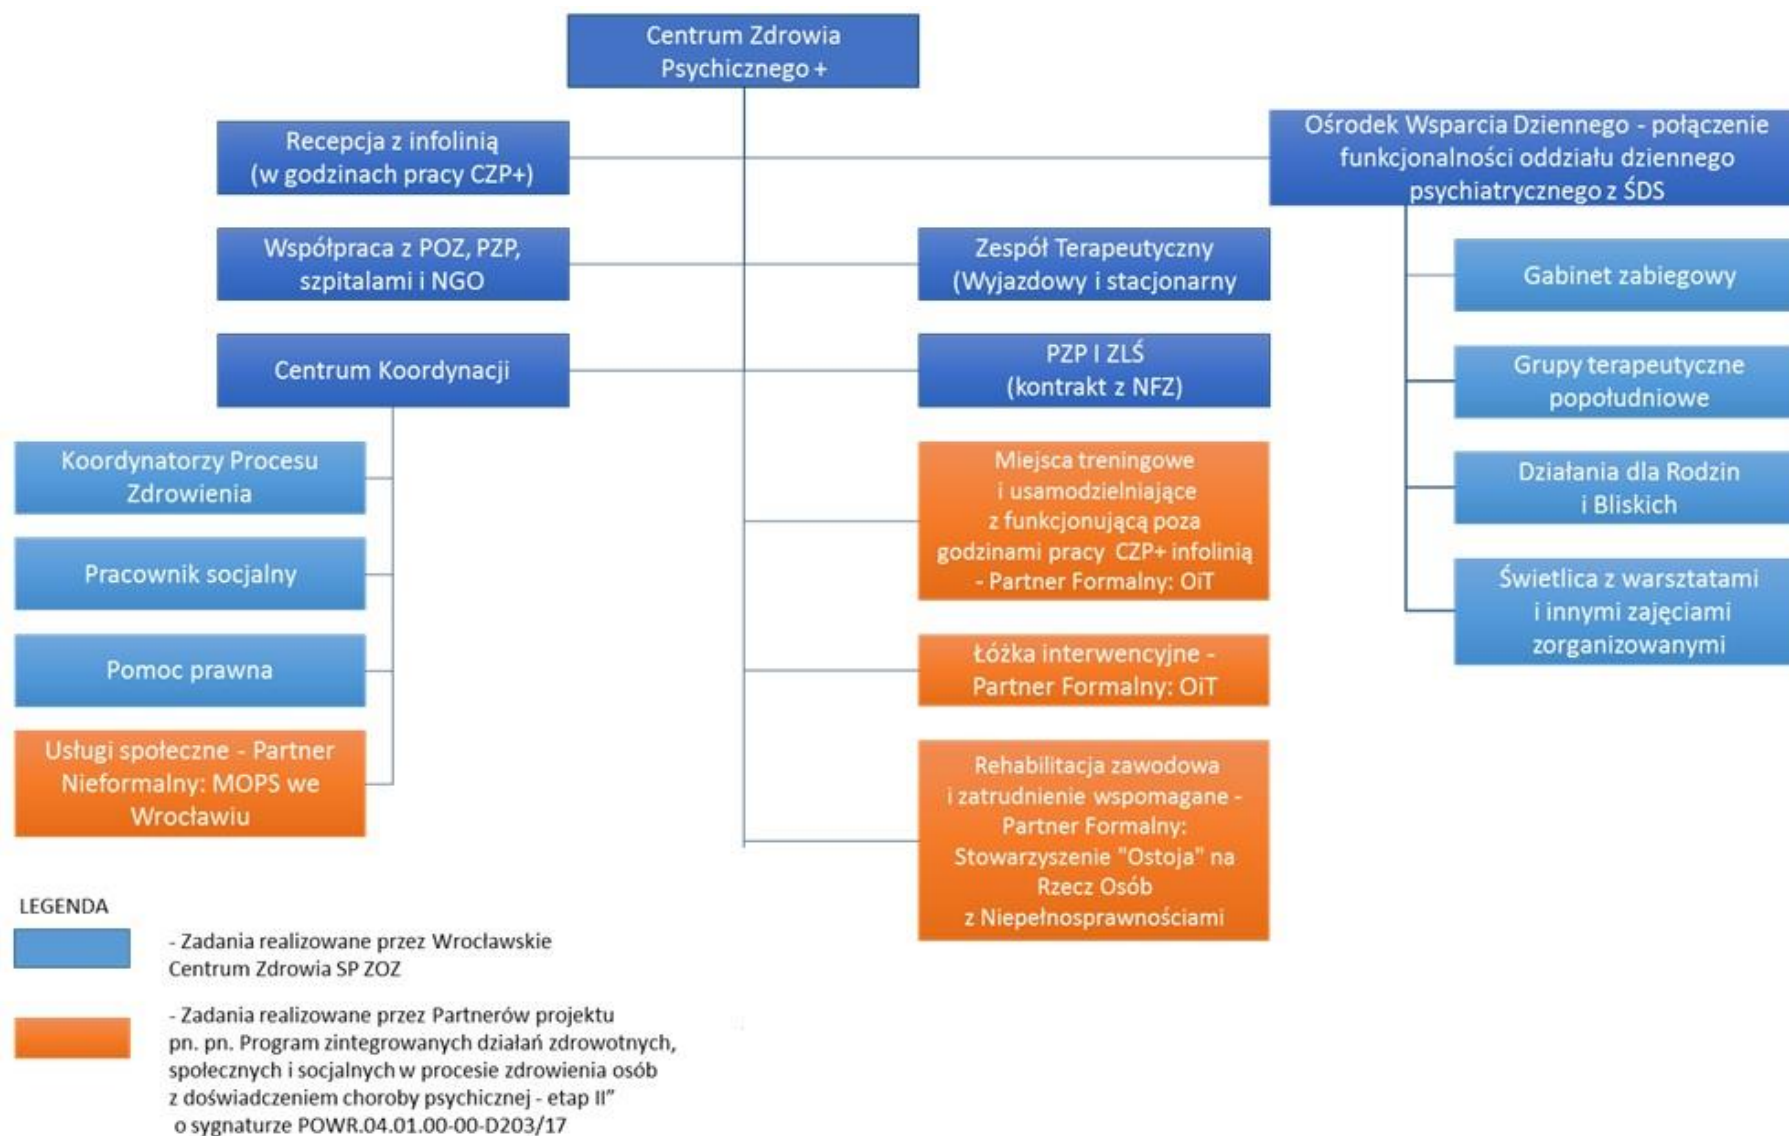 Centrum Zdrowia
Psychicznego +
Recepcja z infolinią
(w godzinach pracy CZP+)
Ośrodek Wsparcia Dziennego - połączenie
funkcjonalności oddziału dziennego
psychiatrycznego z ŚDS
Współpraca z POZ, PZP,
szpitalami i NGO
Zespół Terapeutyczny
(Wyjazdowy i stacjonarny
Centrum Koordynacji
PZP I ZLŚ
(kontrakt z NFZ)
Koordynatorzy Procesu
Zdrowienia
Pracownik socjalny
Pomoc prawna
Usługi społeczne - Partner
Nieformalny: MOPS we
Wrocławiu
Miejsca treningowe
i usamodzielniające
z funkcjonującą poza
godzinami pracy CZP+ infolinią
- Partner Formalny: OiT
Łóżka interwencyjne -
Partner Formalny: OiT
Rehabilitacja zawodowa
i zatrudnienie wspomagane -
Partner Formalny:
Stowarzyszenie "Ostoja" na
Rzecz Osób
z Niepełnosprawnościami
Gabinet zabiegowy
Grupy terapeutyczne
popołudniowe
Działania dla Rodzin
i Bliskich
Świetlica z warsztatami
i innymi zajęciami
zorganizowanymi
LEGENDA
- Zadania realizowane przez Wrocławskie
Centrum Zdrowia SP ZOZ
- Zadania realizowane przez Partnerów projektu
pn. pn. Program zintegrowanych działań zdrowotnych,
społecznych i socjalnych w procesie zdrowienia osób
z doświadczeniem choroby psychicznej - etap II”
o sygnaturze POWR.04.01.00-00-D203/17